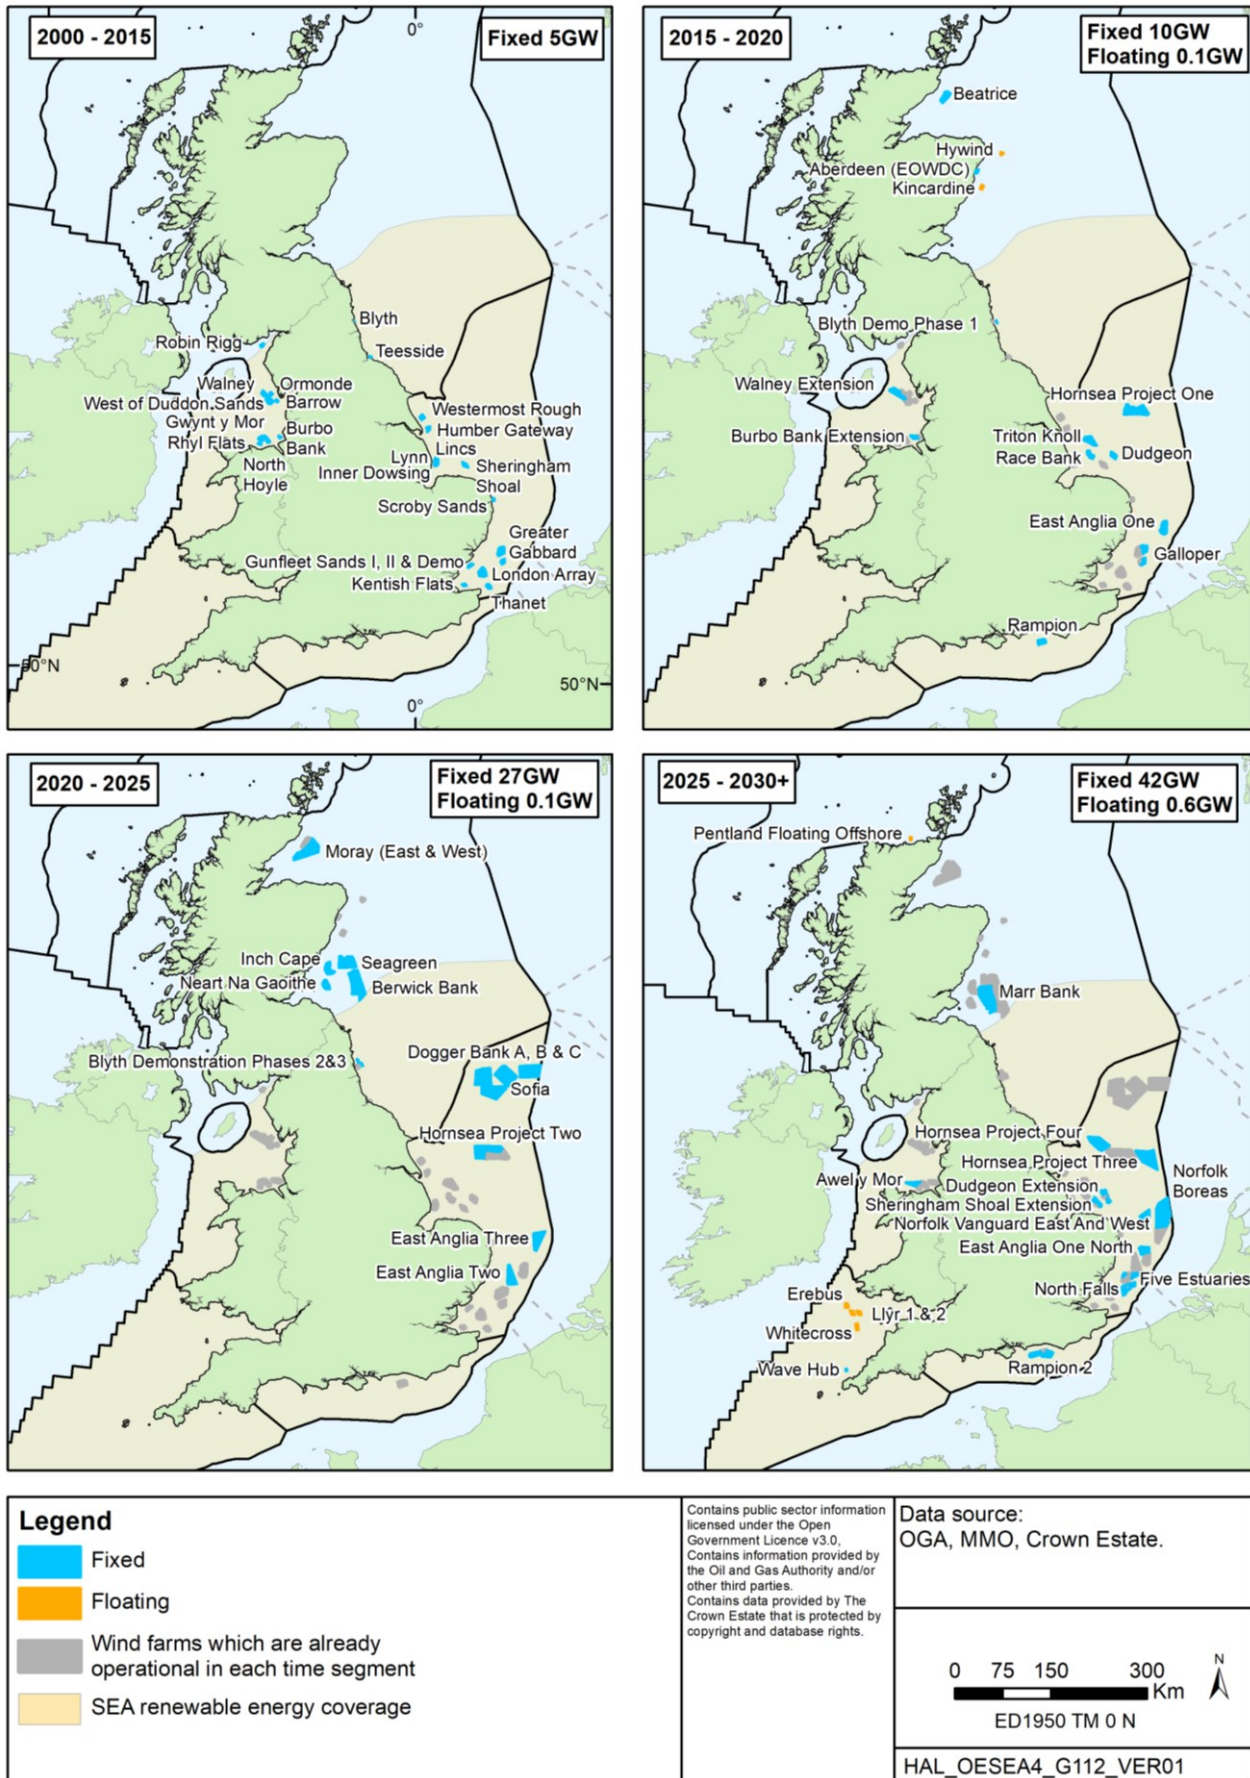 2000 - 2015
0°
Fixed 5GW
Blyth
Robin Rigg
Teesside
Walney
Ormonde
West of Duddon Sands
Barrow
Gwynt y Mor
Westermost Rough
Rhyl Flats
Burbo
Bank
Humber Gateway
North
Hoyle
Lincs
Lynn
Inner Dowsing
Sheringham
Shoal
Scroby Sands
Greater
Gabbard
Gunfleet Sands I, II & Demo
London Array
Kentish Flats
Thanet
50°N
50°N
0°
2015 - 2020
Fixed 10GW
Floating 0.1GW
Beatrice
Hywind
Aberdeen (EOWDC)
Kincardine
Blyth Demo Phase 1
Walney Extension
Hornsea Project One
Burbo Bank Extension
Triton Knoll
Race Bank
Dudgeon
East Anglia One
Galloper
Rampion
2020 - 2025
Fixed 27GW
Floating 0.1GW
Moray (East & West)
Inch Cape
Seagreen
Neart Na Gaoithe
Berwick Bank
Blyth Demonstration Phases 2&3
Dogger Bank A, B & C
Sofia
Hornsea Project Two
East Anglia Three
East Anglia Two
2025 - 2030+
Fixed 42GW
Floating 0.6GW
Pentland Floating Offshore
Marr Bank
Hornsea Project Four
Hornsea Project Three
Norfolk
Boreas
Awel y Mor
Dudgeon Extension
Sheringham Shoal Extension
Norfolk Vanguard East And West
East Anglia One North
Erebus
North Falls
Five Estuaries
Llŷr 1 & 2
Whitecross
Wave Hub
Rampion 2
Legend
Fixed
Floating
Wind farms which are already
operational in each time segment
SEA renewable energy coverage
Contains public sector information
licensed under the Open
Government Licence v3.0,
Contains information provided by
the Oil and Gas Authority and/or
other third parties.
Contains data provided by The
Crown Estate that is protected by
copyright and database rights.
Data source:
OGA, MMO, Crown Estate.
0 75 150 300
Km
N
ED1950 TM 0 N
HAL_OESEA4_G112_VER01